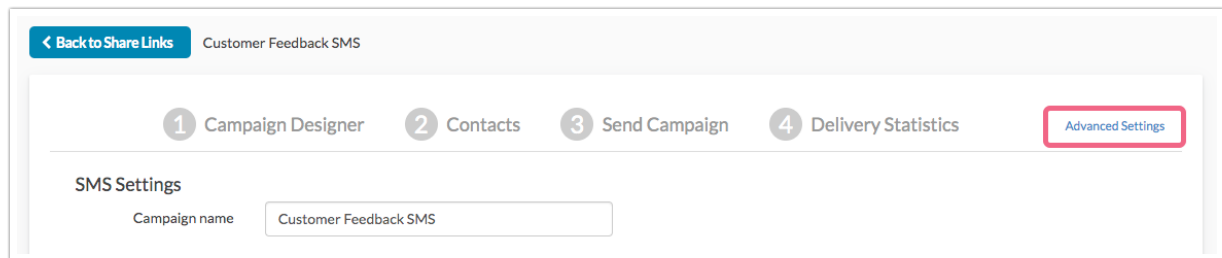 Back to Share Links Customer Feedback SMS
1 Campaign Designer 2 Contacts 3 Send Campaign 4 Delivery Statistics Advanced Settings
SMS Settings
Campaign name Customer Feedback SMS